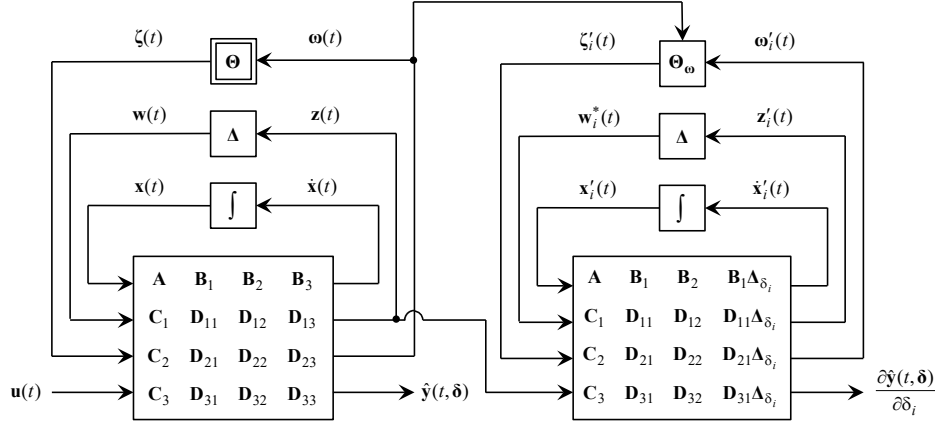 ζ(t) ω(t) ζ′ᵢ(t) ω′ᵢ(t)
Θ Θ_ω
w(t) z(t) w*ᵢ(t) z′ᵢ(t)
Δ Δ
x(t) ẋ(t) x′ᵢ(t) ẋ′ᵢ(t)
∫ ∫
A B₁ B₂ B₃ A B₁ B₂ B₁Δ_δᵢ
C₁ D₁₁ D₁₂ D₁₃ C₁ D₁₁ D₁₂ D₁₁Δ_δᵢ
C₂ D₂₁ D₂₂ D₂₃ C₂ D₂₁ D₂₂ D₂₁Δ_δᵢ
u(t) C₃ D₃₁ D₃₂ D₃₃ ŷ(t, δ) C₃ D₃₁ D₃₂ D₃₁Δ_δᵢ ∂ŷ(t, δ)/∂δᵢ